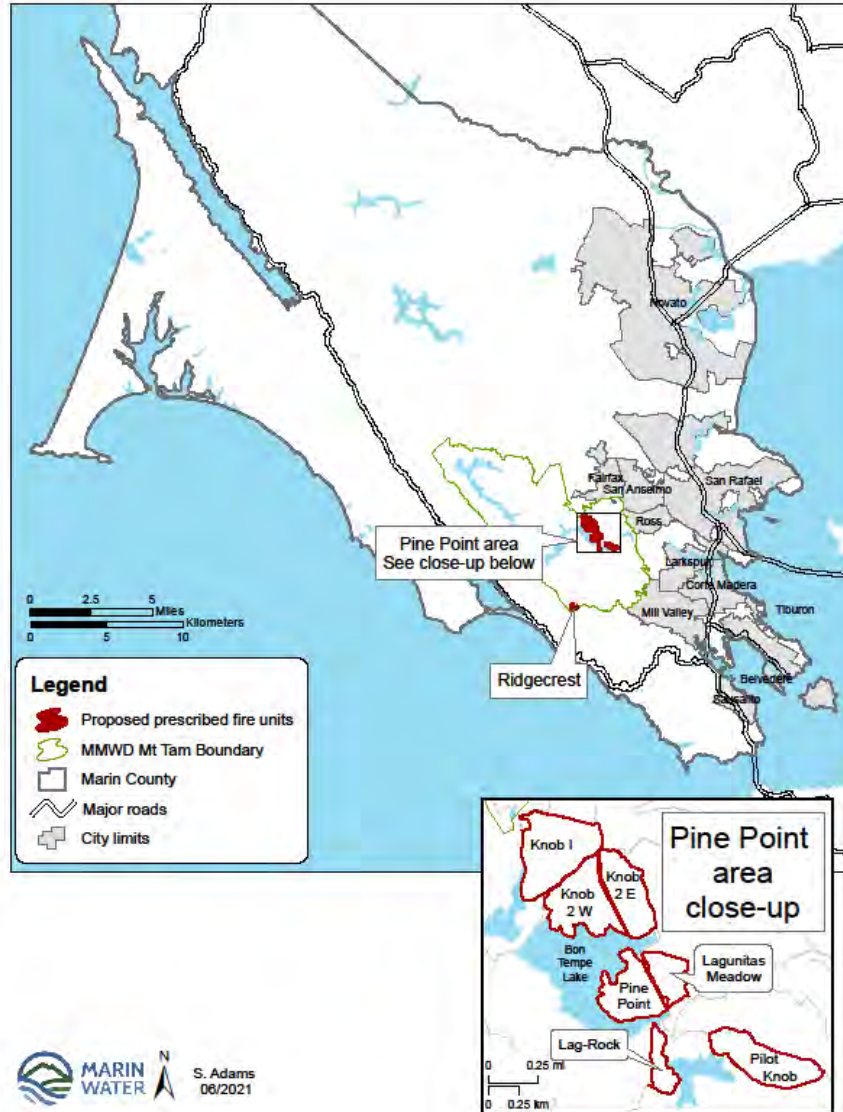 Novato
Fairfax
San Anselmo
San Rafael
Ross
Pine Point area
See close-up below
Larkspur
Corte Madera
Mill Valley
Tiburon
Ridgecrest
Belvedere
Sausalito
0 2.5 5
Miles
Kilometers
0 5 10
Legend
Proposed prescribed fire units
MMWD Mt Tam Boundary
Marin County
Major roads
City limits
Pine Point
area
close-up
Knob I
Knob
2 E
Knob
2 W
Bon
Tempe
Lake
Lagunitas
Meadow
Pine
Point
Lag-Rock
Pilot
Knob
0 0.25 mi
0 0.25 km
MARIN
WATER
N
S. Adams
06/2021